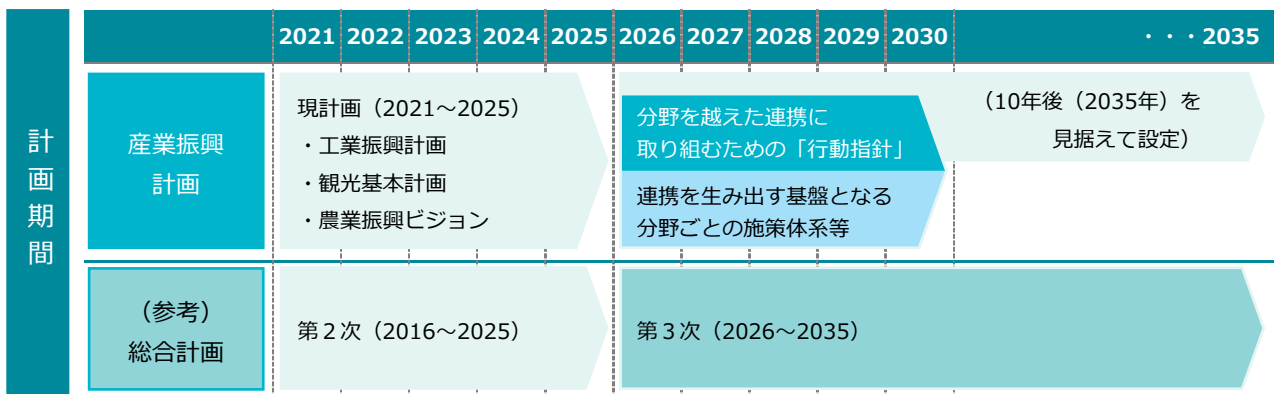 計画期間
2021 2022 2023 2024 2025 2026 2027 2028 2029 2030 ・・・2035
産業振興
計画
現計画（2021～2025）
・工業振興計画
・観光基本計画
・農業振興ビジョン
分野を越えた連携に
取り組むための「行動指針」
連携を生み出す基盤となる
分野ごとの施策体系等
（10年後（2035年）を
見据えて設定）
（参考）
総合計画
第２次（2016～2025）
第３次（2026～2035）